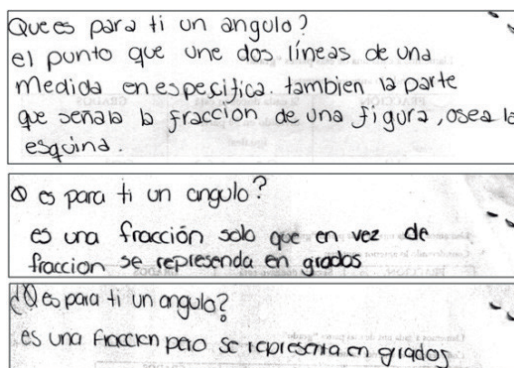 Que es para ti un angulo?
el punto que une dos líneas de una
medida en especifica. tambien la parte
que señala la fraccion de una figura, osea la
esquina.
Q es para ti un angulo?
es una fracción solo que en vez de
fraccion se representa en grados
¿Q es para ti un angulo?
es una fraccion pero se representa en grados